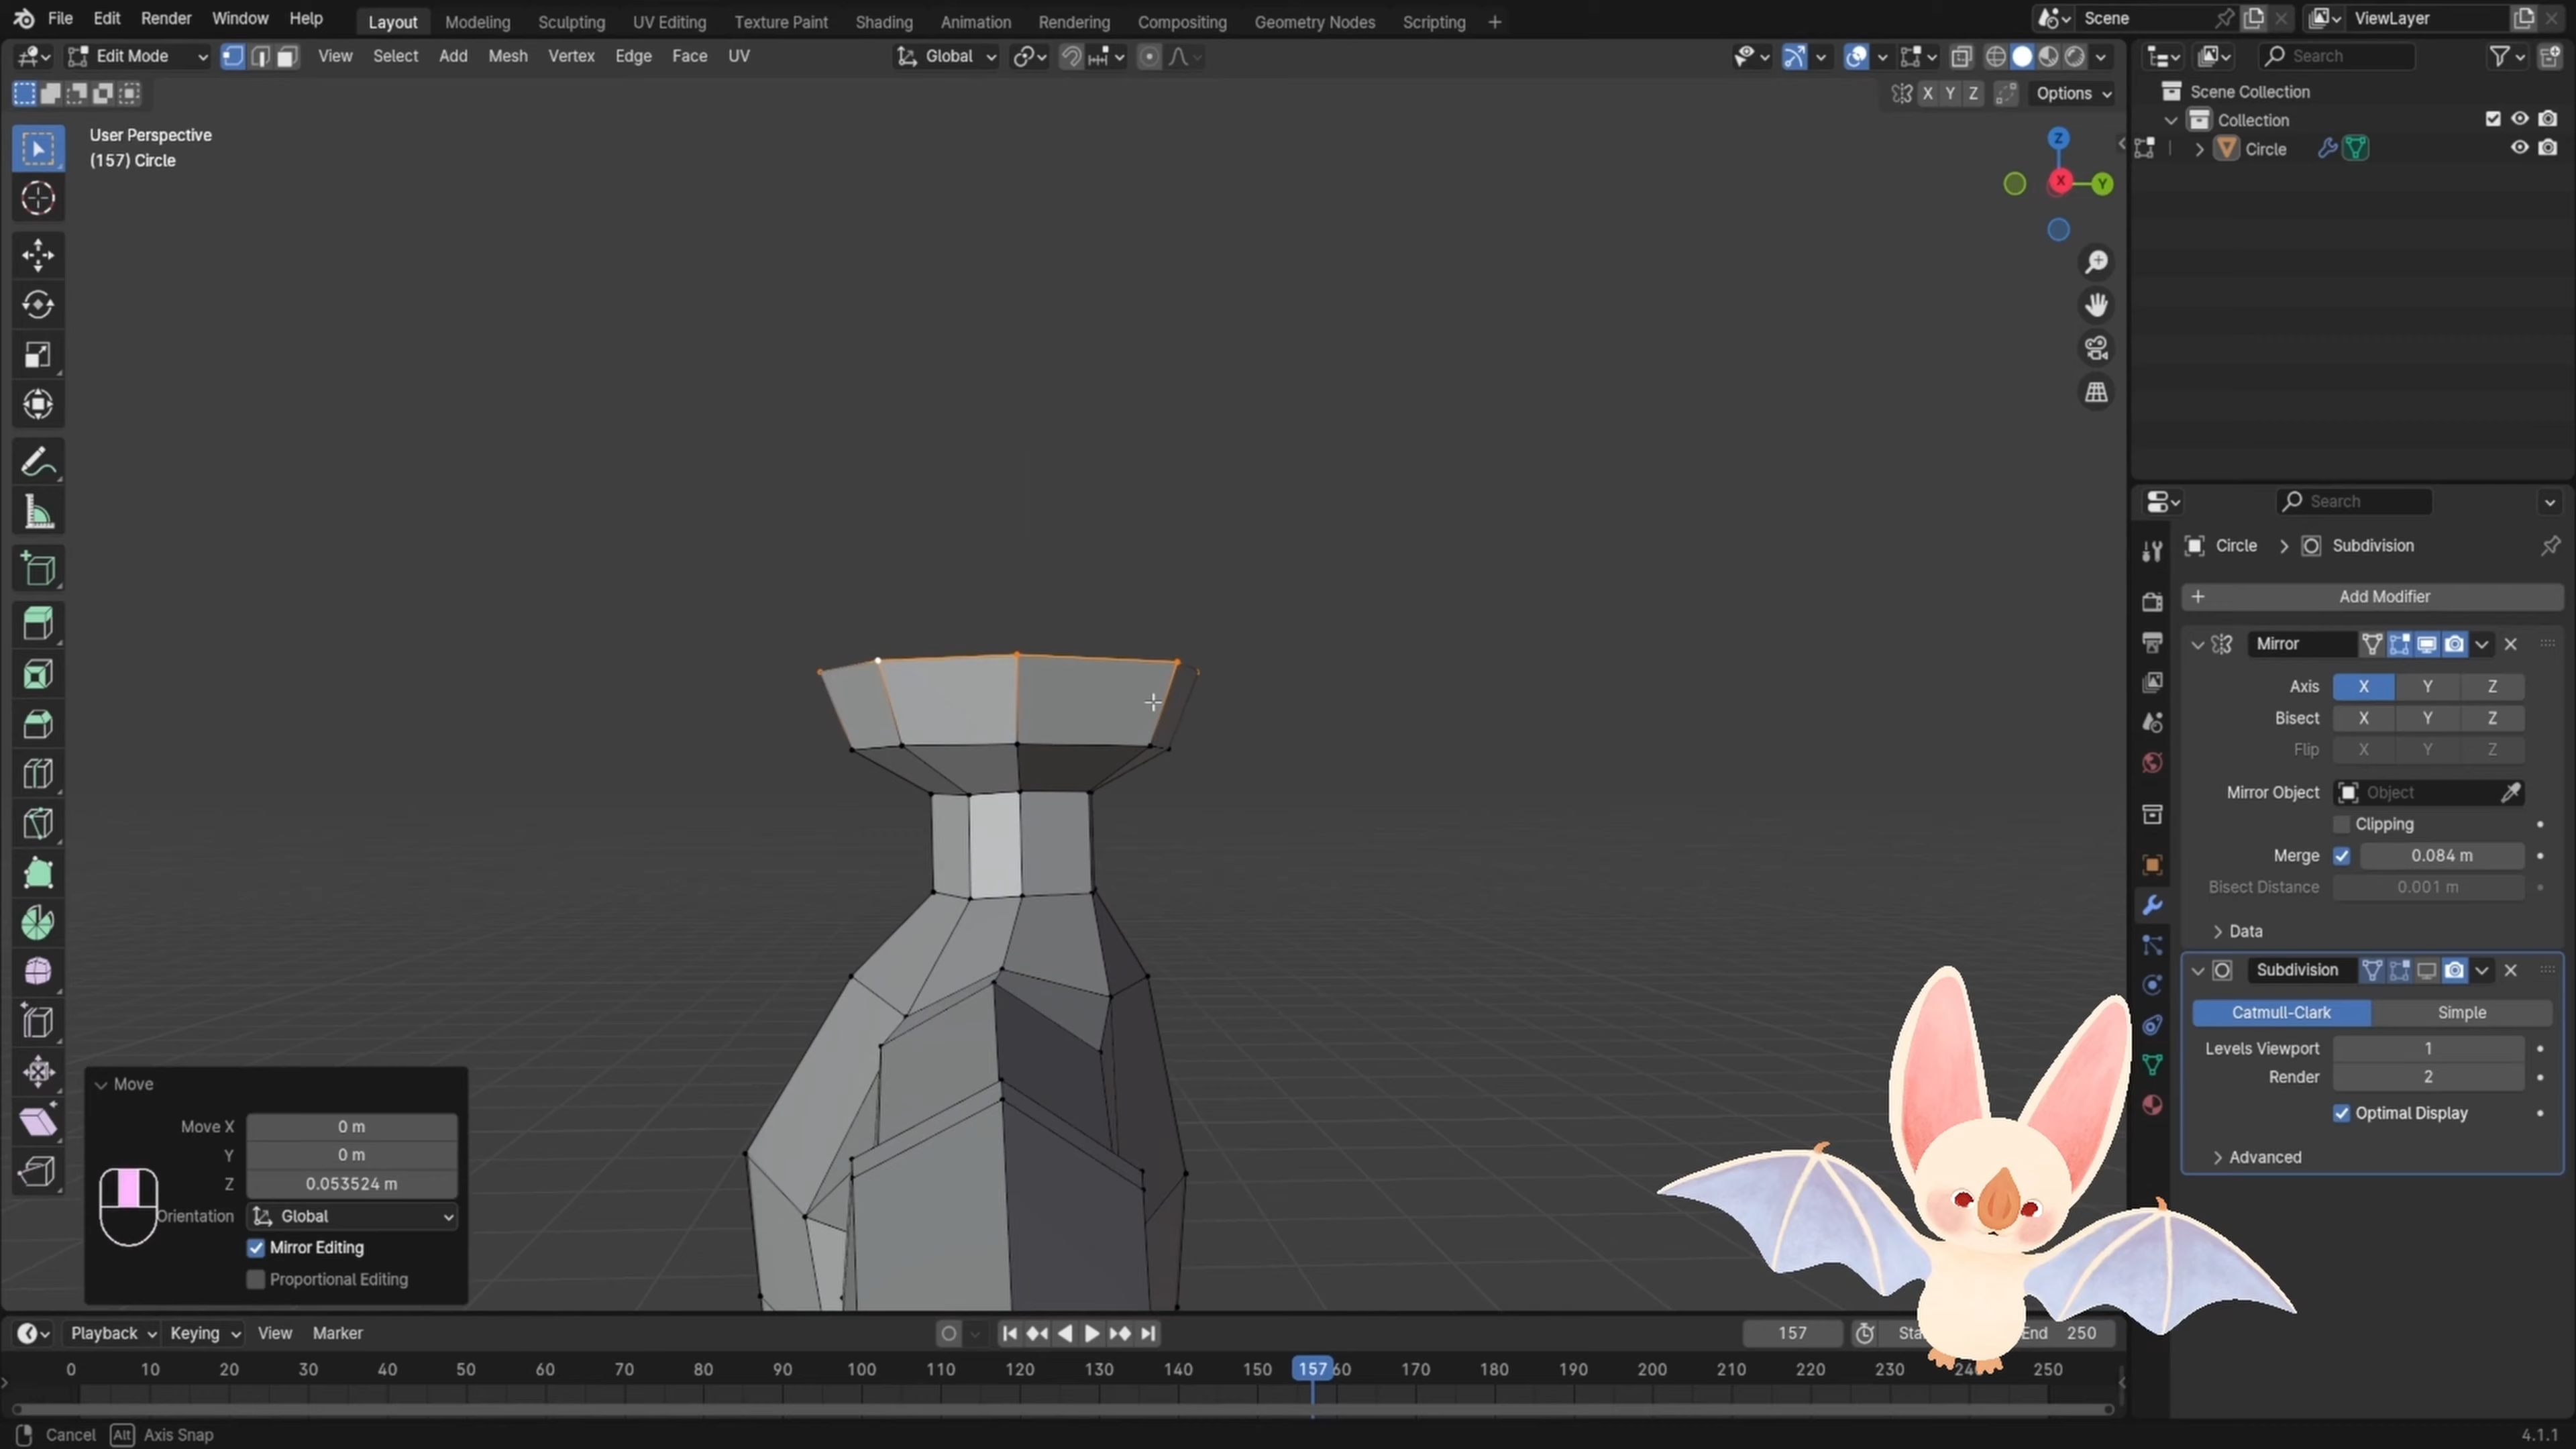 File Edit Render Window Help Layout Modeling Sculpting UV Editing Texture Paint Shading Animation Rendering Compositing Geometry Nodes Scripting + Scene ViewLayer
Edit Mode View Select Add Mesh Vertex Edge Face UV Global Search
X Y Z Options
Scene Collection
Collection
Circle
User Perspective
(157) Circle
Z
X
Y
Search
Circle > Subdivision
+ Add Modifier
Mirror
Axis X Y Z
Bisect X Y Z
Flip X Y Z
Mirror Object Object
Clipping
Merge 0.084 m
Bisect Distance 0.001 m
Data
Subdivision
Catmull-Clark Simple
Levels Viewport 1
Render 2
Optimal Display
Advanced
Move
Move X 0 m
Y 0 m
Z 0.053524 m
Orientation Global
Mirror Editing
Proportional Editing
Playback Keying View Marker 157 Sta End 250
0 10 20 30 40 50 60 70 80 90 100 110 120 130 140 150 157 60 170 180 190 200 210 220 230 240 250
Cancel Alt Axis Snap 4.1.1